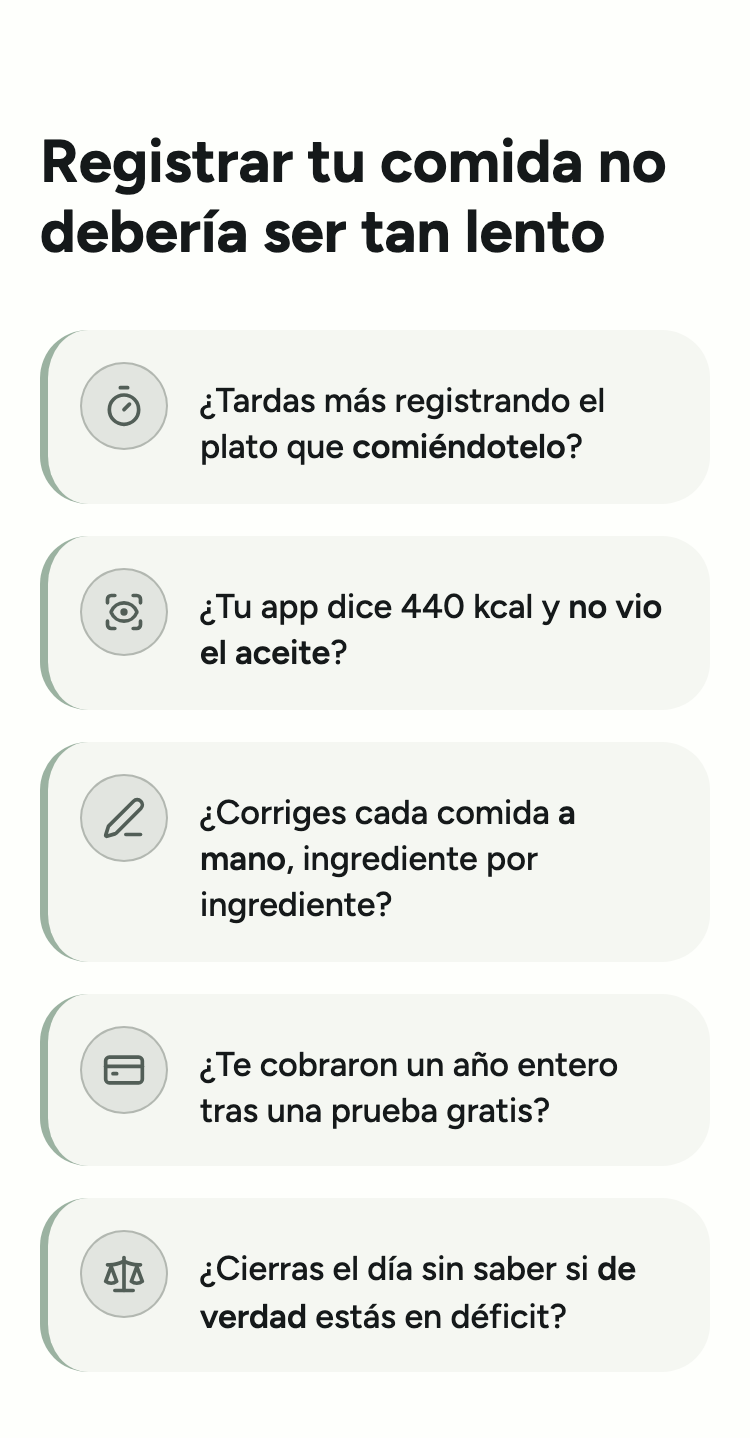 Registrar tu comida no
debería ser tan lento
¿Tardas más registrando el
plato que comiéndotelo?
¿Tu app dice 440 kcal y no vio
el aceite?
¿Corriges cada comida a
mano, ingrediente por
ingrediente?
¿Te cobraron un año entero
tras una prueba gratis?
¿Cierras el día sin saber si de
verdad estás en déficit?